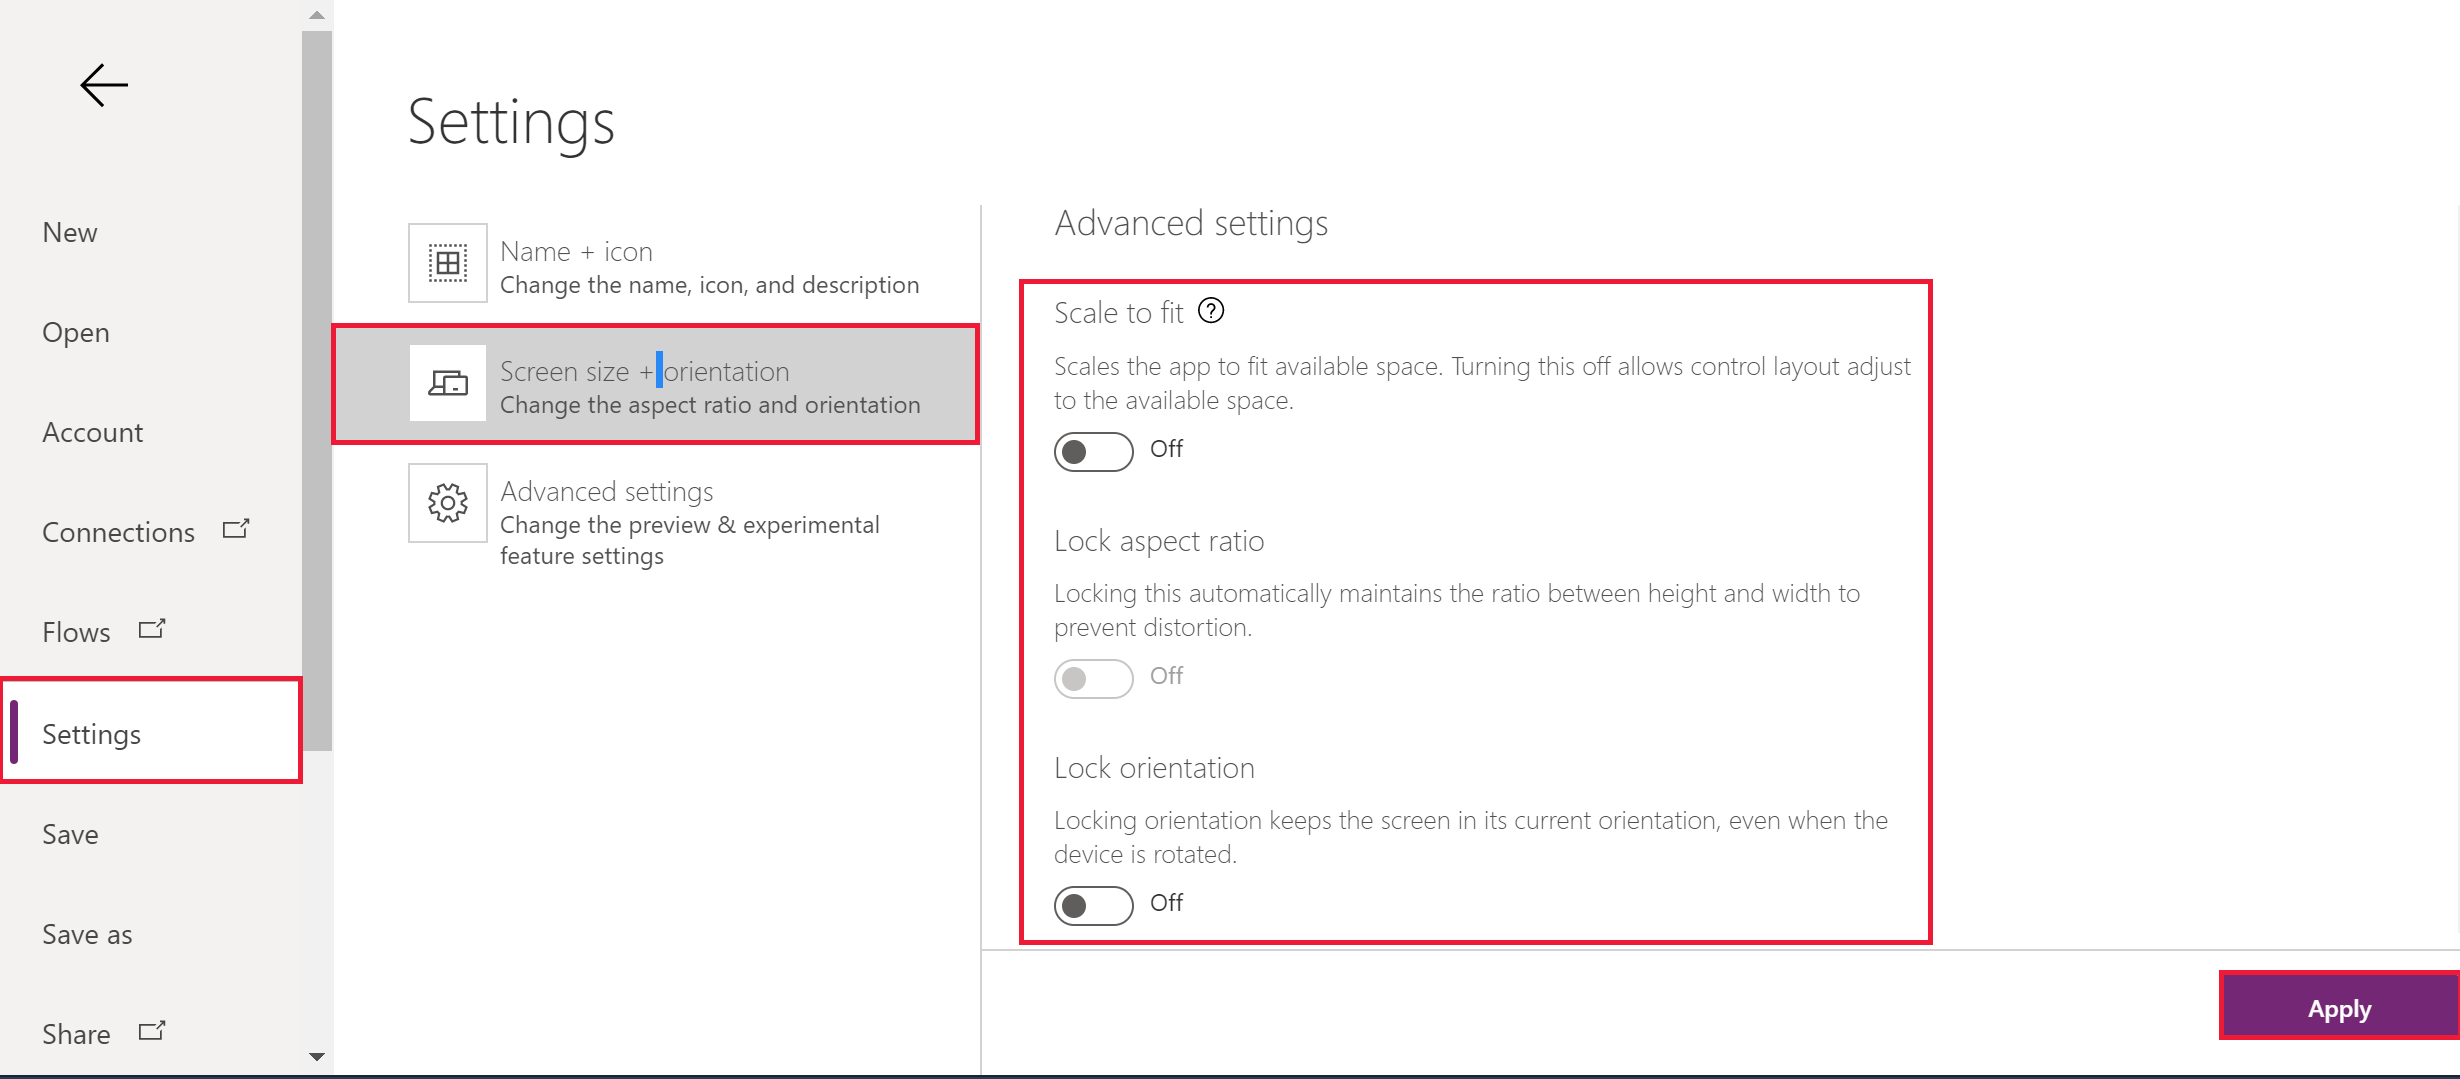 Settings
New
Open
Account
Connections
Flows
Settings
Save
Save as
Share
Name + icon
Change the name, icon, and description
Screen size + orientation
Change the aspect ratio and orientation
Advanced settings
Change the preview & experimental
feature settings
Advanced settings
Scale to fit ?
Scales the app to fit available space. Turning this off allows control layout adjust
to the available space.
Off
Lock aspect ratio
Locking this automatically maintains the ratio between height and width to
prevent distortion.
Off
Lock orientation
Locking orientation keeps the screen in its current orientation, even when the
device is rotated.
Off
Apply